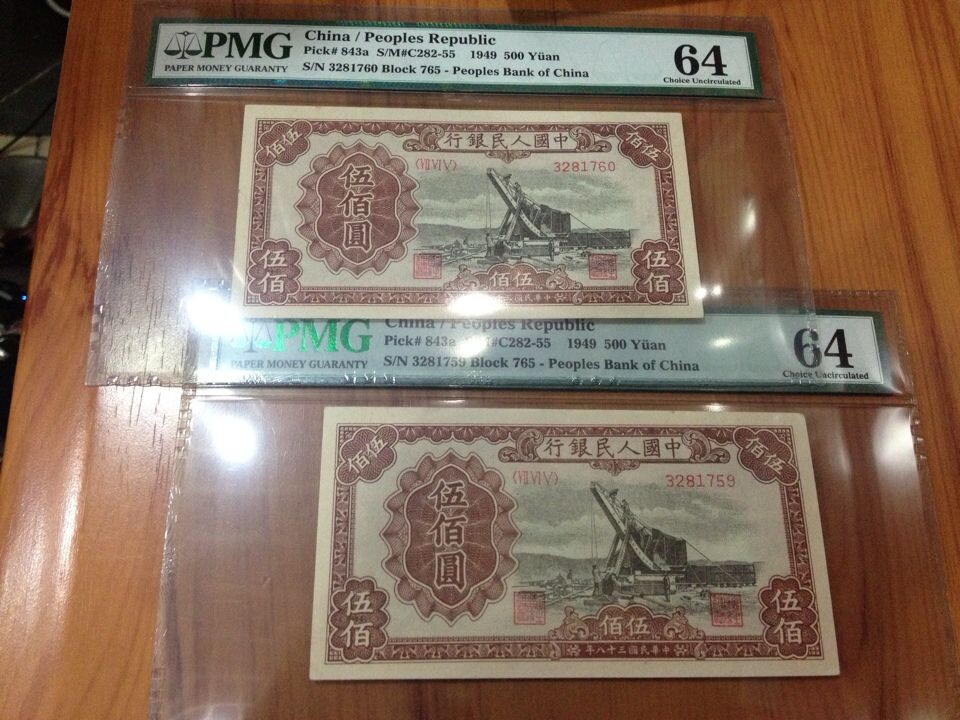 PMG
PAPER MONEY GUARANTY
China / Peoples Republic
Pick# 843a S/M#C282-55 1949 500 Yüan
S/N 3281760 Block 765 - Peoples Bank of China
64
Choice Uncirculated
行銀民人國中
佰伍
佰伍
〈ⅦⅥⅤ〉
3281760
伍佰圓
伍佰
佰伍
伍佰
國民華中
PMG
PAPER MONEY GUARANTY
China / Peoples Republic
Pick# 843a #C282-55 1949 500 Yüan
S/N 3281759 Block 765 - Peoples Bank of China
64
Choice Uncirculated
行銀民人國中
佰伍
佰伍
〈ⅦⅥⅤ〉
3281759
伍佰圓
伍佰
佰伍
伍佰
年八十三國民華中